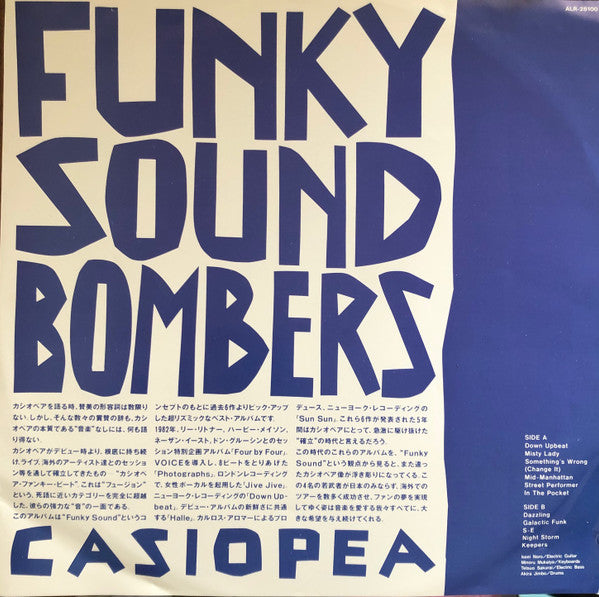 ALR-28100
FUNKY
SOUND
BOMBERS
カシオペアを語る時、賛美の形容詞は数限り
ない。しかし、そんな数々の賞賛の辞も、カシ
オペアの本質である"音楽"なしには、何も語
り得ない。
カシオペアがデビュー時より、根底に持ち続
け、ライブ、海外のアーティスト達とのセッショ
ン等を通して確立してきたもの… "カシオペ
ア・ファンキー・ビート"。これは"フュージョン"
という、死語に近いカテゴリーを完全に超越
した、彼らの強力な"音"の一面である。
このアルバムは"Funky Sound"というコ
ンセプトのもとに過去6作よりピック・アップ
した超リズミックなベスト・アルバムです。
1982年、リー・リトナー、ハービー・メイソン、
ネーザン・イースト、ドン・グルーシンとのセッシ
ョン特別企画アルバム「Four by Four」、
VOICEを導入し、8ビートをとりあげた
「Photographs」、ロンドンレコーディング
で、女性ボーカルを起用した「Jive Jive」、
ニューヨーク・レコーディングの「Down Up-
beat」、デビュー・アルバムの新鮮さに共通
する「Halle」、カルロス・アロマーによるプロ
デュース、ニューヨーク・レコーディングの
「Sun Sun」。これら6作が発表された5年
間はカシオペアにとって、急激に駆け抜けた
"確立"の時代と言えるだろう。
この時代のこれらのアルバムを、"Funky
Sound"という観点から見ると、また違っ
たカシオペア像が浮き彫りになってくる。こ
の4名の若武者が日本のみならず、海外での
ツアーを数多く成功させ、ファンの夢を実現
してゆく姿は音楽を愛する我々すべてに、大
きな希望を与え続けてくれる。
CASIOPEA
SIDE A
Down Upbeat
Misty Lady
Something's Wrong
(Change It)
Mid-Manhattan
Street Performer
In The Pocket
SIDE B
Dazzling
Galactic Funk
S-E
Night Storm
Keepers
Issei Noro/Electric Guitar
Minoru Mukaiya/Keyboards
Tetsuo Sakurai/Electric Bass
Akira Jimbo/Drums